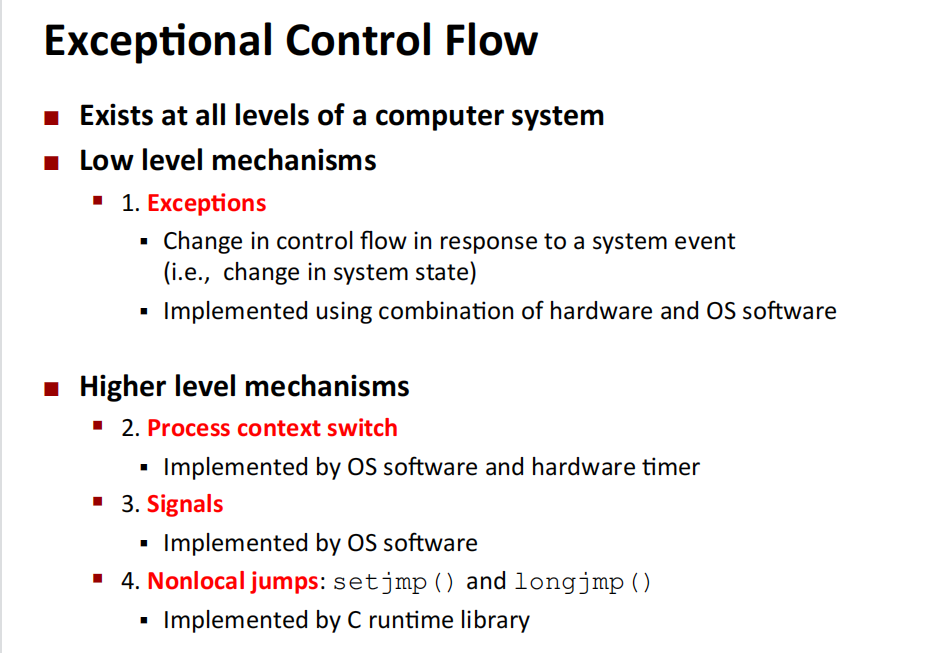 Exceptional Control Flow
Exists at all levels of a computer system
Low level mechanisms
1. Exceptions
Change in control flow in response to a system event
(i.e., change in system state)
Implemented using combination of hardware and OS software
Higher level mechanisms
2. Process context switch
Implemented by OS software and hardware timer
3. Signals
Implemented by OS software
4. Nonlocal jumps: setjmp() and longjmp()
Implemented by C runtime library